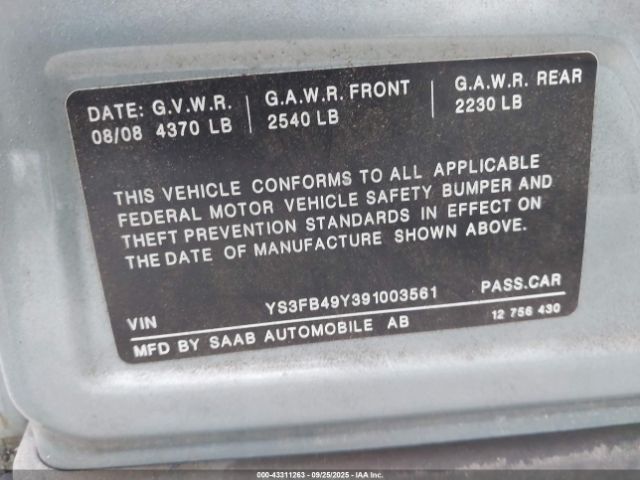 DATE: G.V.W.R. G.A.W.R. FRONT G.A.W.R. REAR
08/08 4370 LB 2540 LB 2230 LB
THIS VEHICLE CONFORMS TO ALL APPLICABLE
FEDERAL MOTOR VEHICLE SAFETY BUMPER AND
THEFT PREVENTION STANDARDS IN EFFECT ON
THE DATE OF MANUFACTURE SHOWN ABOVE.
VIN YS3FB49Y391003561 PASS.CAR
MFD BY SAAB AUTOMOBILE AB 12 756 430
000-43311263 - 09/25/2025 - IAA Inc.